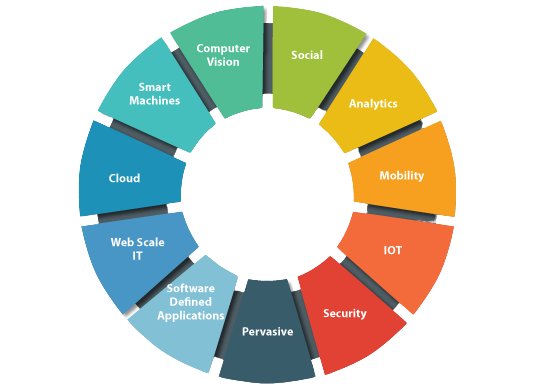 Computer
Vision
Social
Analytics
Mobility
IOT
Security
Pervasive
Software
Defined
Applications
Web Scale
IT
Cloud
Smart
Machines